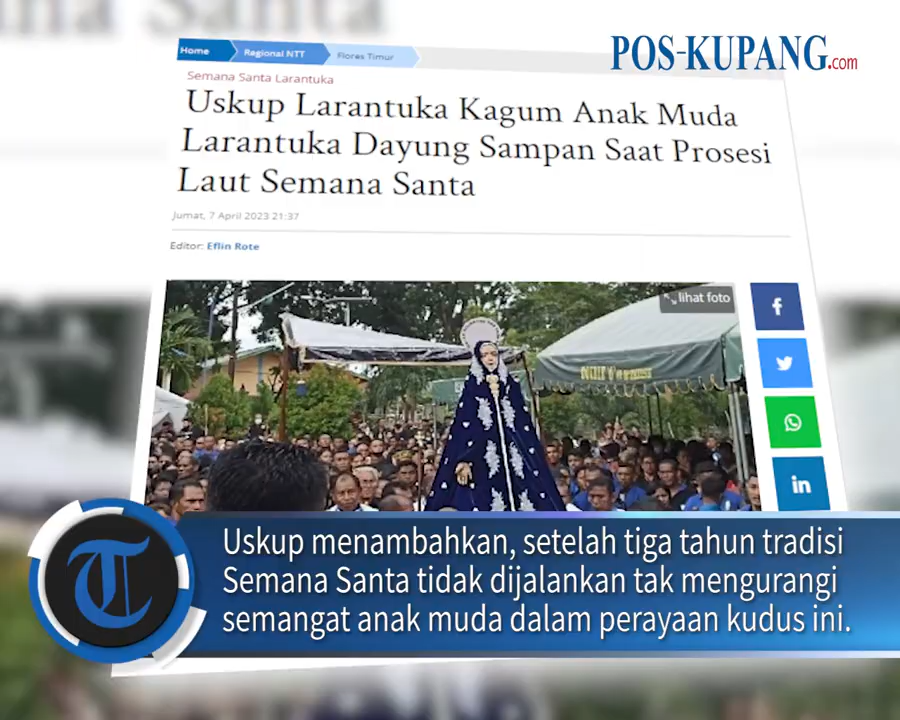 Santa
POS-KUPANG.com
Home
Regional NTT
Flores Timur
Semana Santa Larantuka
Uskup Larantuka Kagum Anak Muda
Larantuka Dayung Sampan Saat Prosesi
Laut Semana Santa
Jumat, 7 April 2023 21:37
Editor: Eflin Rote
lihat foto
f
in
T
Uskup menambahkan, setelah tiga tahun tradisi
Semana Santa tidak dijalankan tak mengurangi
semangat anak muda dalam perayaan kudus ini.